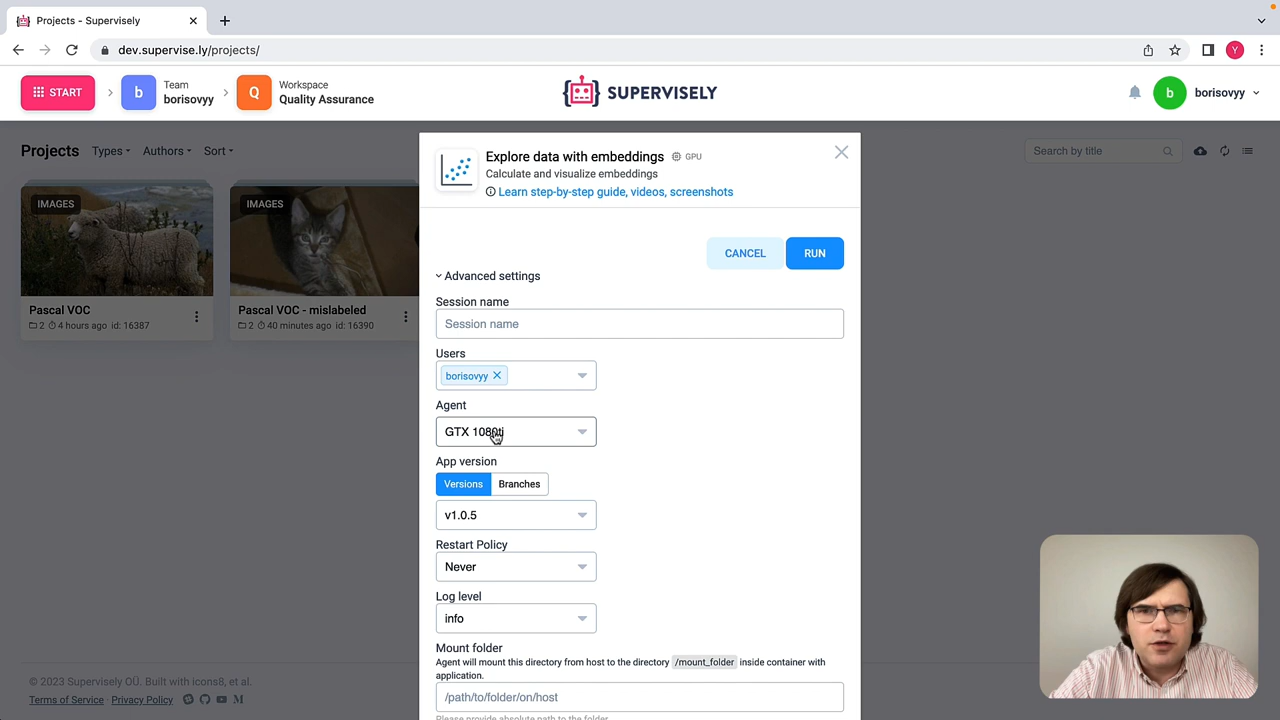 Projects - Supervisely
dev.supervise.ly/projects/
Y
START
b
Team
borisovyy
Q
Workspace
Quality Assurance
SUPERVISELY
b
borisovyy
Projects
Types
Authors
Sort
Search by title
IMAGES
Pascal VOC
2 4 hours ago id: 16387
IMAGES
Pascal VOC - mislabeled
2 40 minutes ago id: 16390
Explore data with embeddings
GPU
Calculate and visualize embeddings
Learn step-by-step guide, videos, screenshots
CANCEL
RUN
Advanced settings
Session name
Session name
Users
borisovyy
Agent
GTX 1080ti
App version
Versions
Branches
v1.0.5
Restart Policy
Never
Log level
info
Mount folder
Agent will mount this directory from host to the directory /mount_folder inside container with
application.
/path/to/folder/on/host
Please provide absolute path to the folder
© 2023 Supervisely OÜ. Built with icons8, et al.
Terms of Service · Privacy Policy